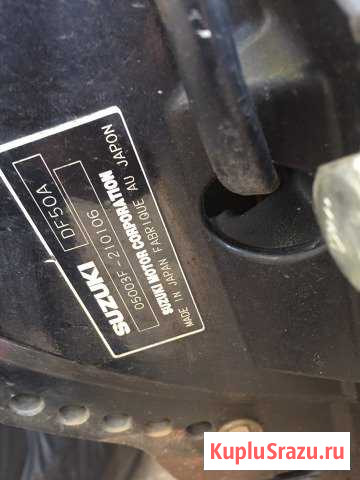 SUZUKI DF50A
05003F-210106
SUZUKI MOTOR CORPORATION
MADE IN JAPAN FABRIQUE AU JAPON
KupluSrazu.ru